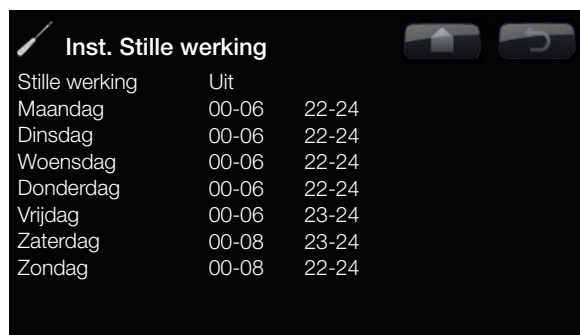 Inst. Stille werking
Stille werking Uit
Maandag 00-06 22-24
Dinsdag 00-06 22-24
Woensdag 00-06 22-24
Donderdag 00-06 22-24
Vrijdag 00-06 23-24
Zaterdag 00-08 23-24
Zondag 00-08 22-24